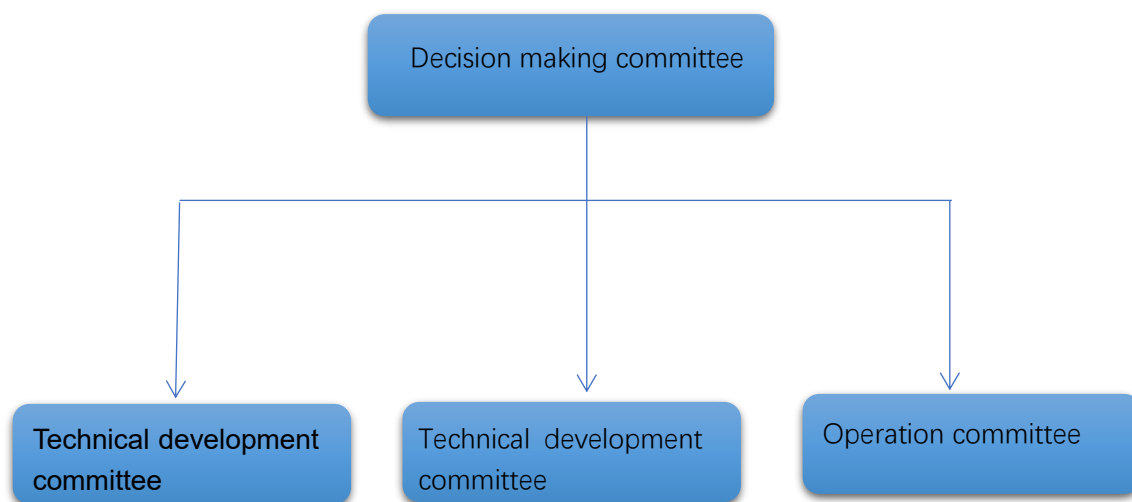 Decision making committee
Technical development
committee
Technical development
committee
Operation committee